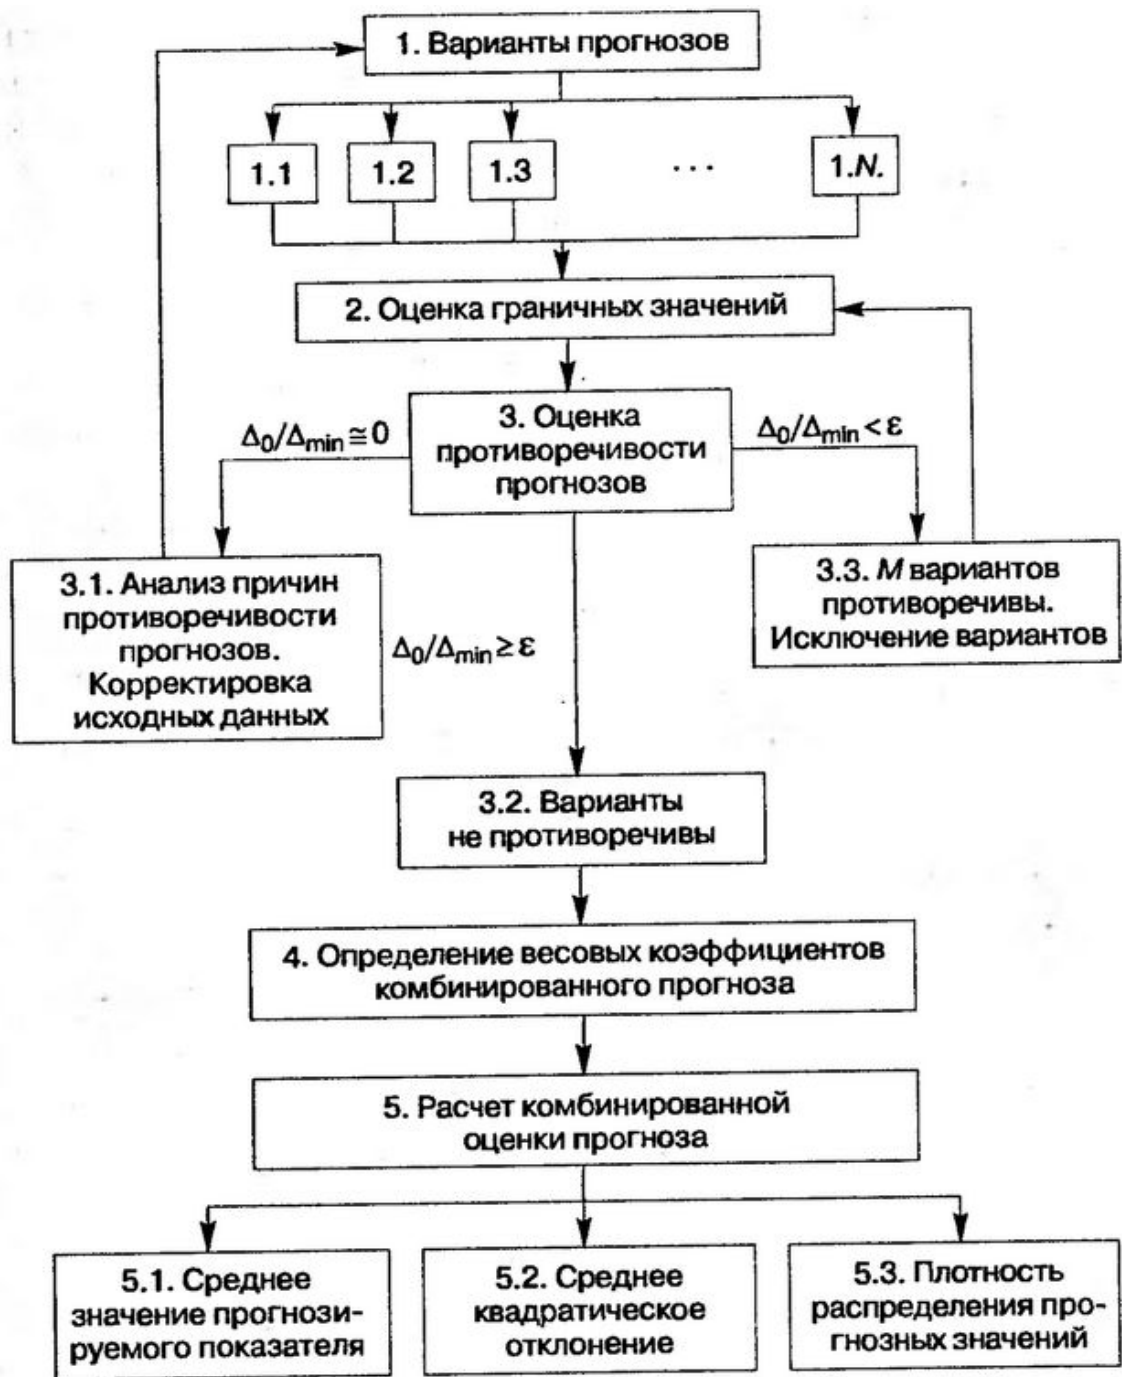 1. Варианты прогнозов
1.1
1.2
1.3
...
1.N.
2. Оценка граничных значений
3. Оценка
противоречивости
прогнозов
Δ₀/Δmin ≅ 0
Δ₀/Δmin < ε
3.1. Анализ причин
противоречивости
прогнозов.
Корректировка
исходных данных
Δ₀/Δmin ≥ ε
3.3. M вариантов
противоречивы.
Исключение вариантов
3.2. Варианты
не противоречивы
4. Определение весовых коэффициентов
комбинированного прогноза
5. Расчет комбинированной
оценки прогноза
5.1. Среднее
значение прогнози-
руемого показателя
5.2. Среднее
квадратическое
отклонение
5.3. Плотность
распределения про-
гнозных значений